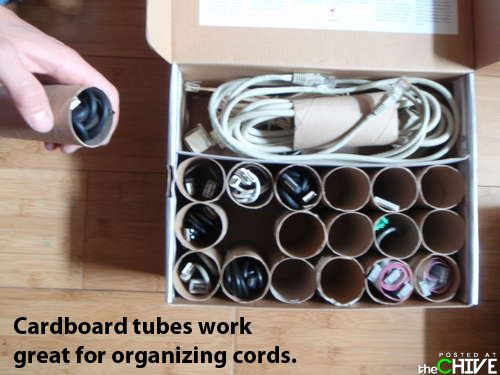 Cardboard tubes work
great for organizing cords.
POSTED AT
theCHIVE